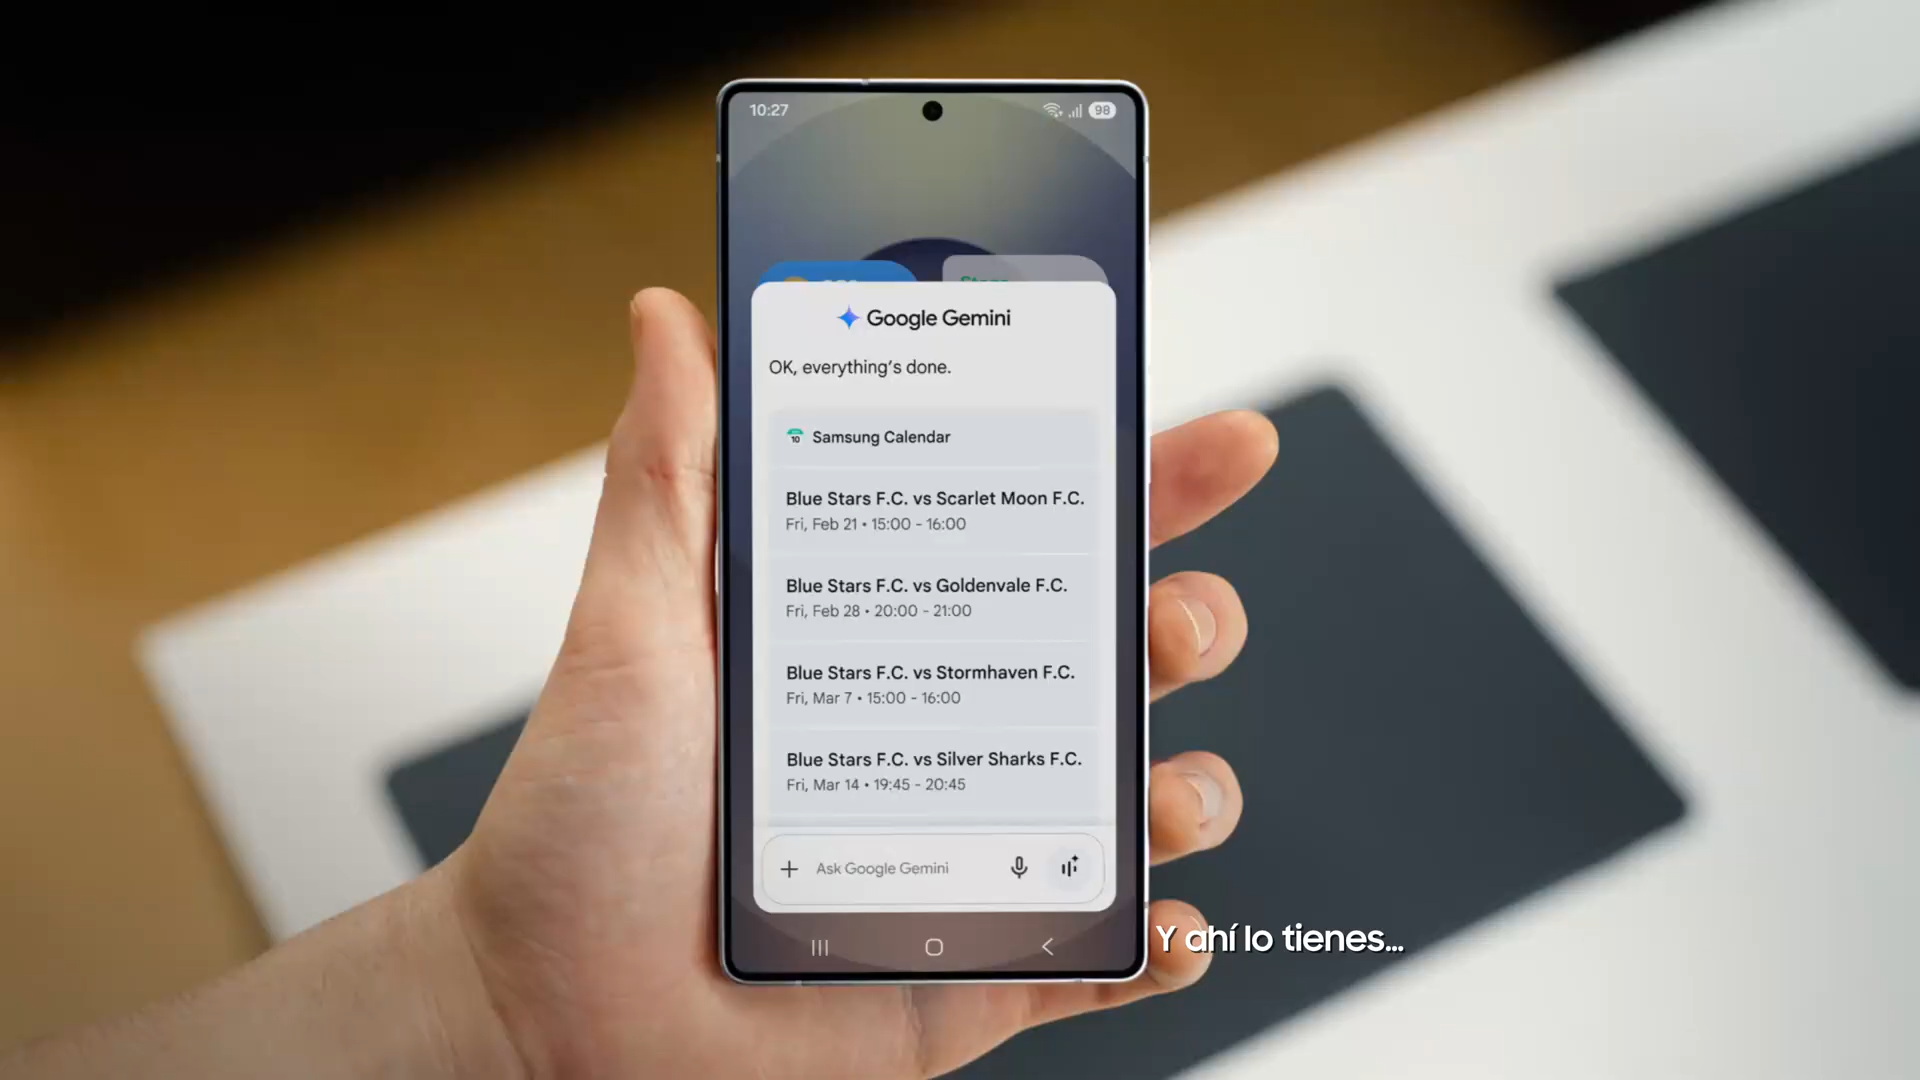 10:27
98
Google Gemini
OK, everything's done.
10
Samsung Calendar
Blue Stars F.C. vs Scarlet Moon F.C.
Fri, Feb 21 • 15:00 - 16:00
Blue Stars F.C. vs Goldenvale F.C.
Fri, Feb 28 • 20:00 - 21:00
Blue Stars F.C. vs Stormhaven F.C.
Fri, Mar 7 • 15:00 - 16:00
Blue Stars F.C. vs Silver Sharks F.C.
Fri, Mar 14 • 19:45 - 20:45
Ask Google Gemini
Y ahí lo tienes...